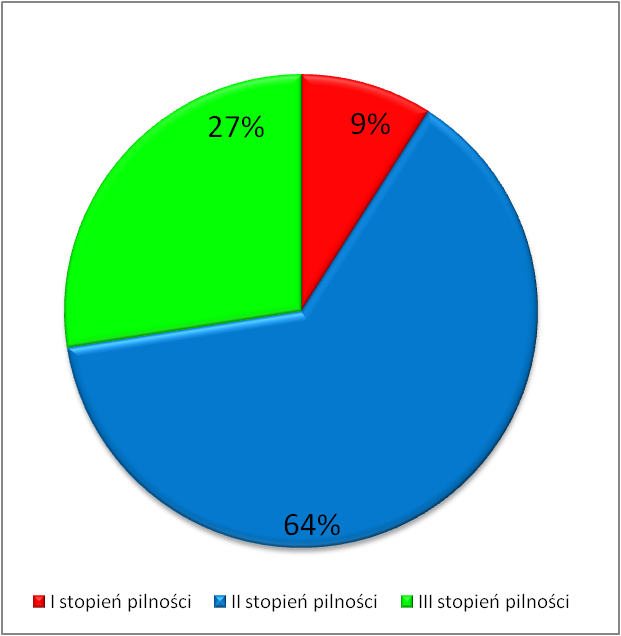 27%
9%
64%
I stopień pilności
II stopień pilności
III stopień pilności